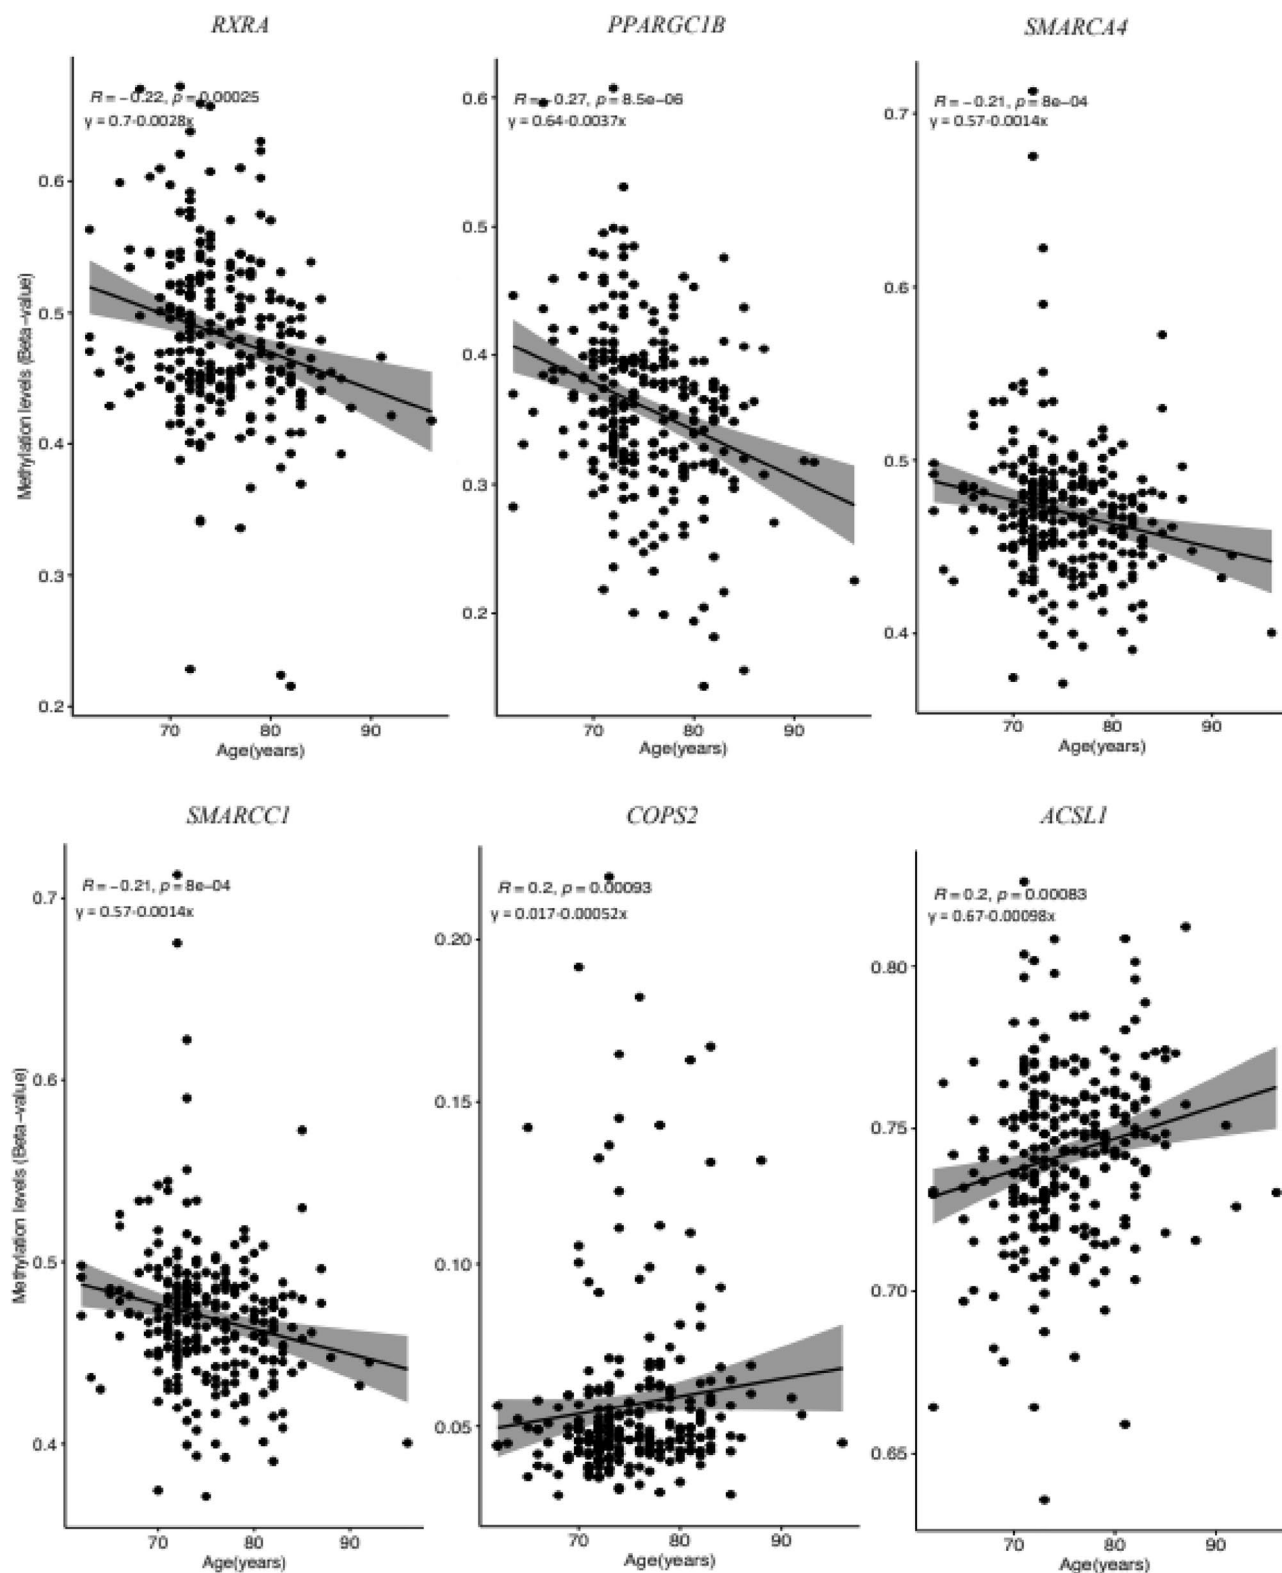 RXRA
PPARGC1B
SMARCA4
R = −0.22, p = 0.00025
y = 0.7-0.0028x
R = −0.27, p = 8.5e−06
y = 0.64-0.0037x
R = −0.21, p = 8e−04
y = 0.57-0.0014x
Methylation levels (Beta−value)
0.6
0.5
0.4
0.3
0.2
0.6
0.5
0.4
0.3
0.2
0.7
0.6
0.5
0.4
70 80 90
70 80 90
70 80 90
Age(years)
Age(years)
Age(years)
SMARCC1
COPS2
ACSL1
R = −0.21, p = 8e−04
y = 0.57-0.0014x
R = 0.2, p = 0.00093
y = 0.017-0.00052x
R = 0.2, p = 0.00083
y = 0.67-0.00098x
Methylation levels (Beta−value)
0.7
0.6
0.5
0.4
0.20
0.15
0.10
0.05
0.80
0.75
0.70
0.65
70 80 90
70 80 90
70 80 90
Age(years)
Age(years)
Age(years)